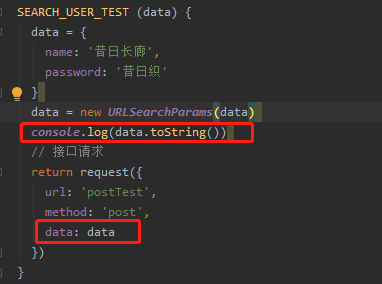 SEARCH_USER_TEST (data) {
data = {
name: '昔日长廊',
password: '昔日织'
}
data = new URLSearchParams(data)
console.log(data.toString())
// 接口请求
return request({
url: 'postTest',
method: 'post',
data: data
})
}